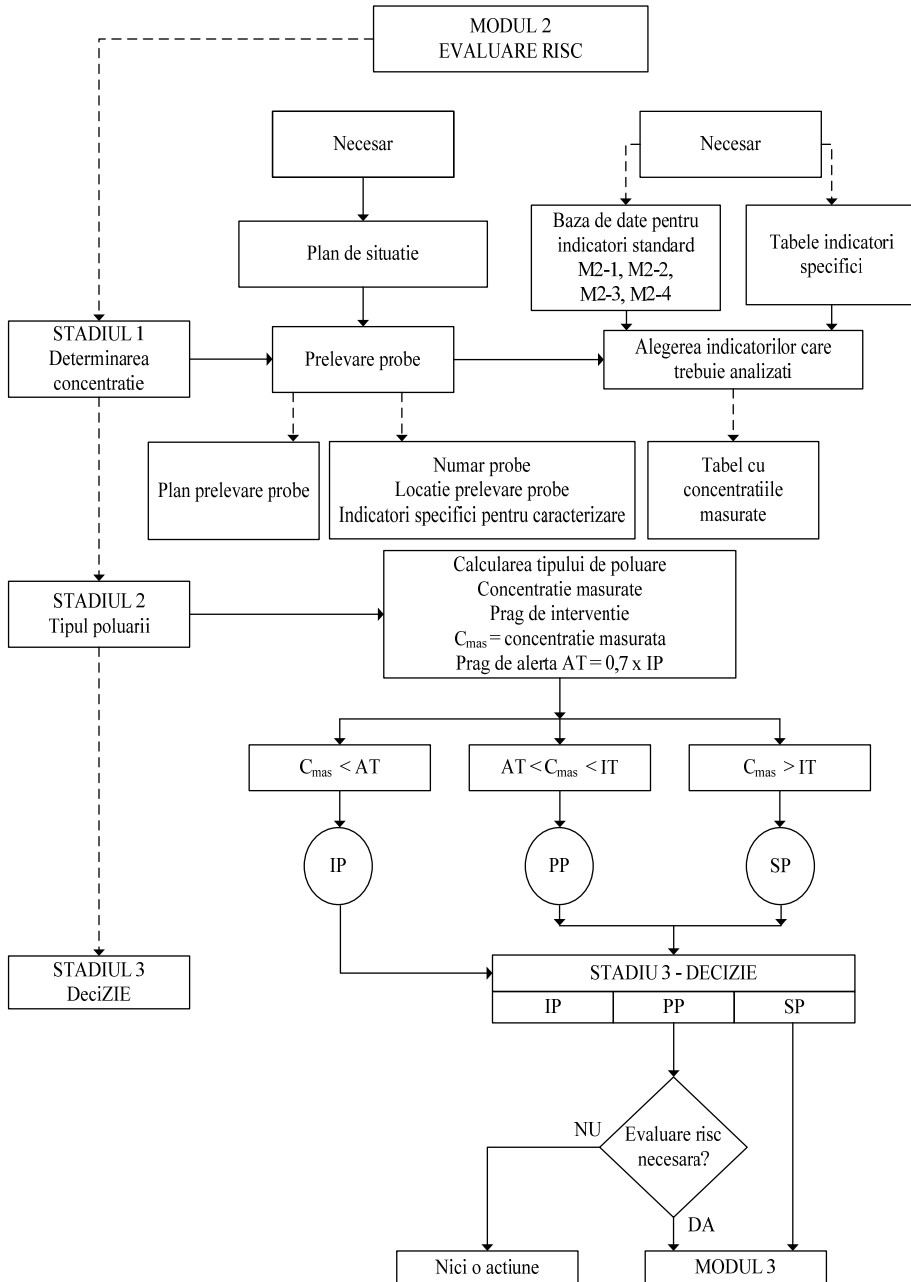 MODUL 2
EVALUARE RISC
Necesar
Necesar
Plan de situatie
Baza de date pentru
indicatori standard
M2-1, M2-2,
M2-3, M2-4
Tabele indicatori
specifici
STADIUL 1
Determinarea
concentratie
Prelevare probe
Alegerea indicatorilor care
trebuie analizati
Plan prelevare probe
Numar probe
Locatie prelevare probe
Indicatori specifici pentru caracterizare
Tabel cu
concentratiile
masurate
STADIUL 2
Tipul poluarii
Calcularea tipului de poluare
Concentratie masurate
Prag de interventie
Cmas = concentratie masurata
Prag de alerta AT = 0,7 x IP
Cmas < AT
AT < Cmas < IT
Cmas > IT
IP
PP
SP
STADIUL 3
DeciZIE
STADIU 3 - DECIZIE
IP
PP
SP
NU
Evaluare risc
necesara?
DA
Nici o actiune
MODUL 3